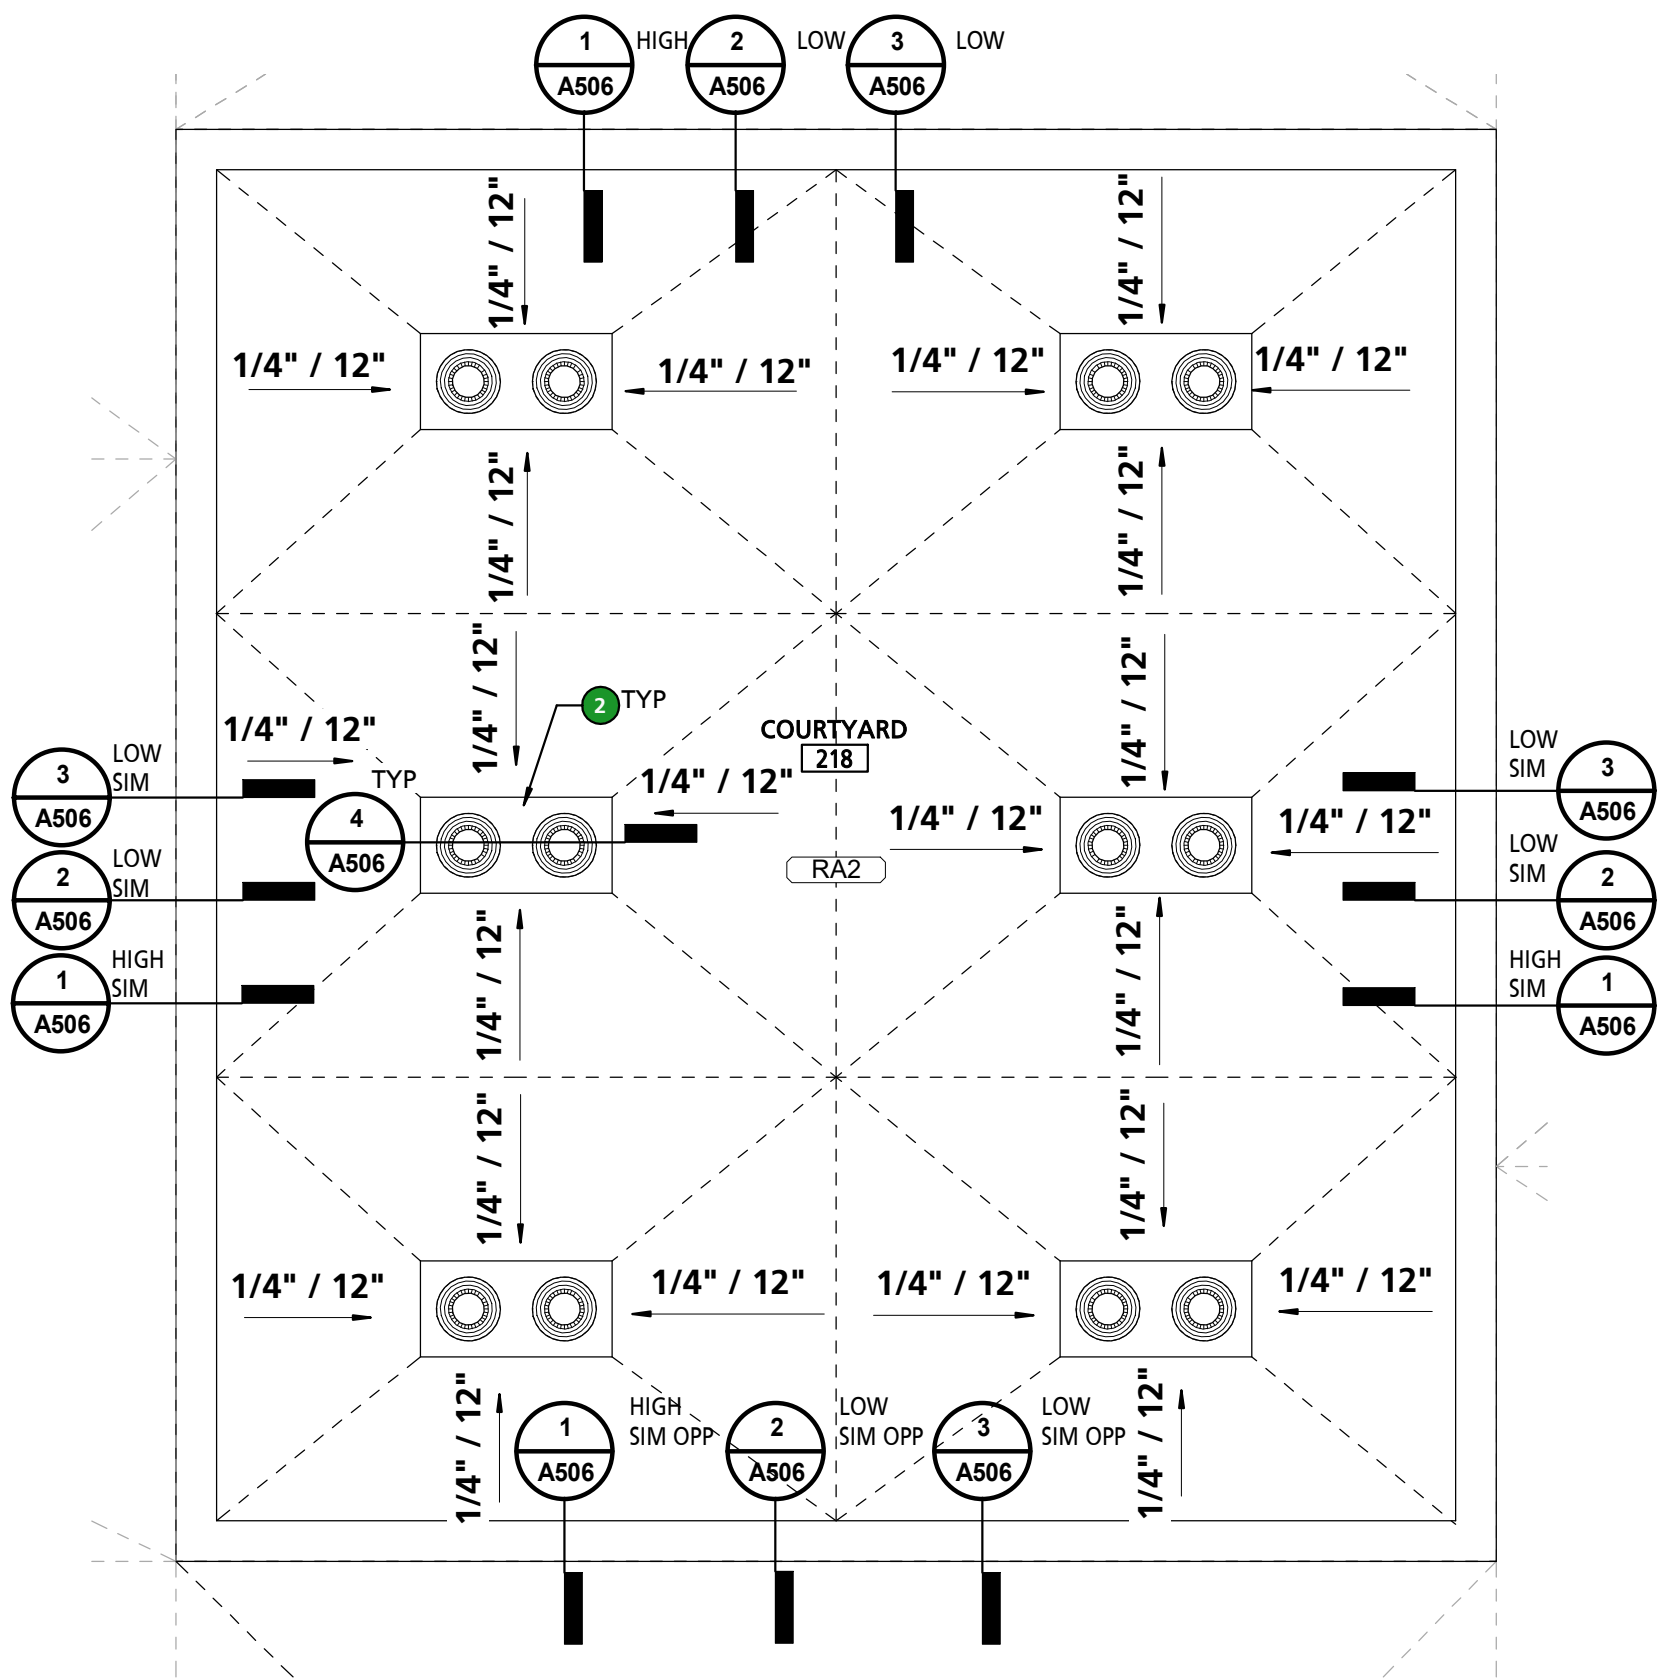 1
A506
HIGH
2
A506
LOW
3
A506
LOW
1/4" / 12"
1/4" / 12"
1/4" / 12"
1/4" / 12"
1/4" / 12"
1/4" / 12"
1/4" / 12"
1/4" / 12"
1/4" / 12"
1/4" / 12"
2
TYP
COURTYARD
218
1/4" / 12"
3
A506
LOW
SIM
TYP
4
A506
1/4" / 12"
1/4" / 12"
1/4" / 12"
LOW
SIM
3
A506
2
A506
LOW
SIM
RA2
LOW
SIM
2
A506
1
A506
HIGH
SIM
1/4" / 12"
1/4" / 12"
HIGH
SIM
1
A506
1/4" / 12"
1/4" / 12"
1/4" / 12"
1/4" / 12"
1/4" / 12"
1/4" / 12"
1/4" / 12"
1/4" / 12"
1
A506
HIGH
SIM OPP
2
A506
LOW
SIM OPP
3
A506
LOW
SIM OPP